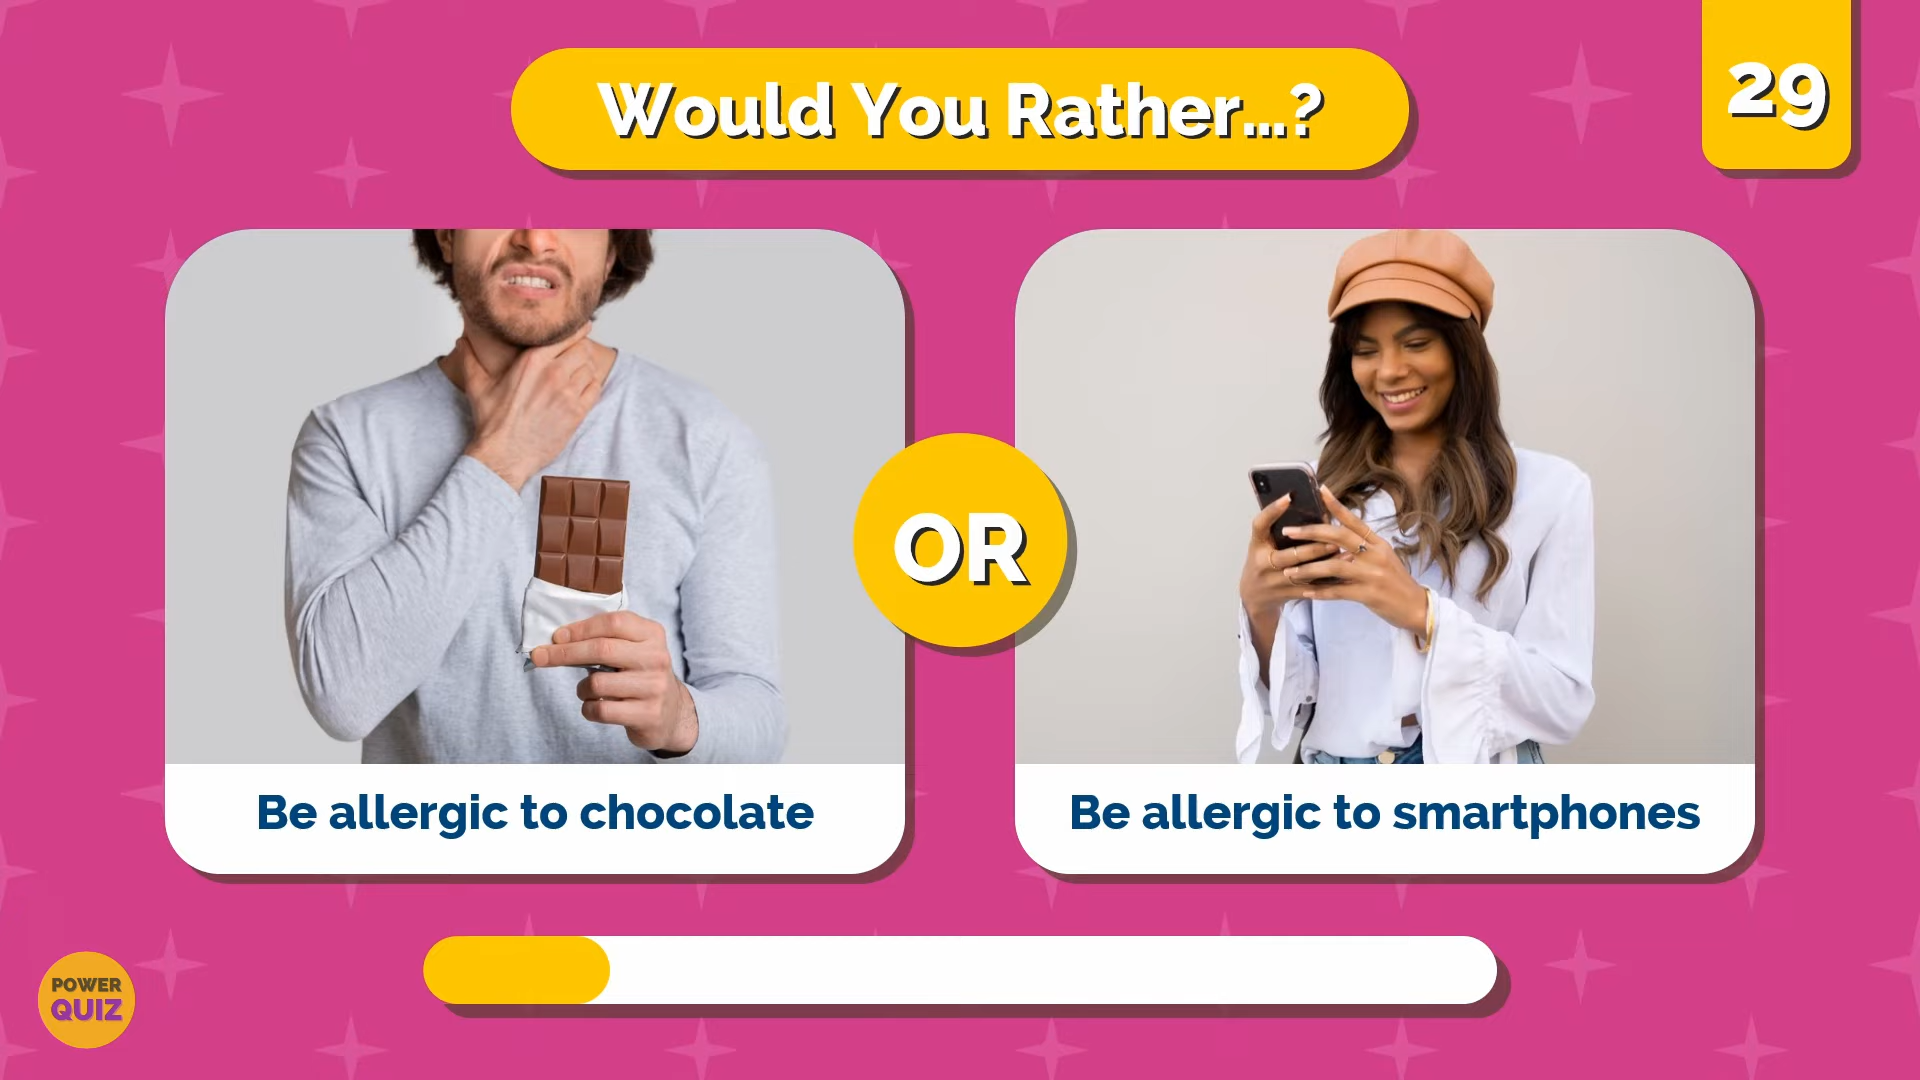 Would You Rather...?
29
OR
Be allergic to chocolate
Be allergic to smartphones
POWER
QUIZ